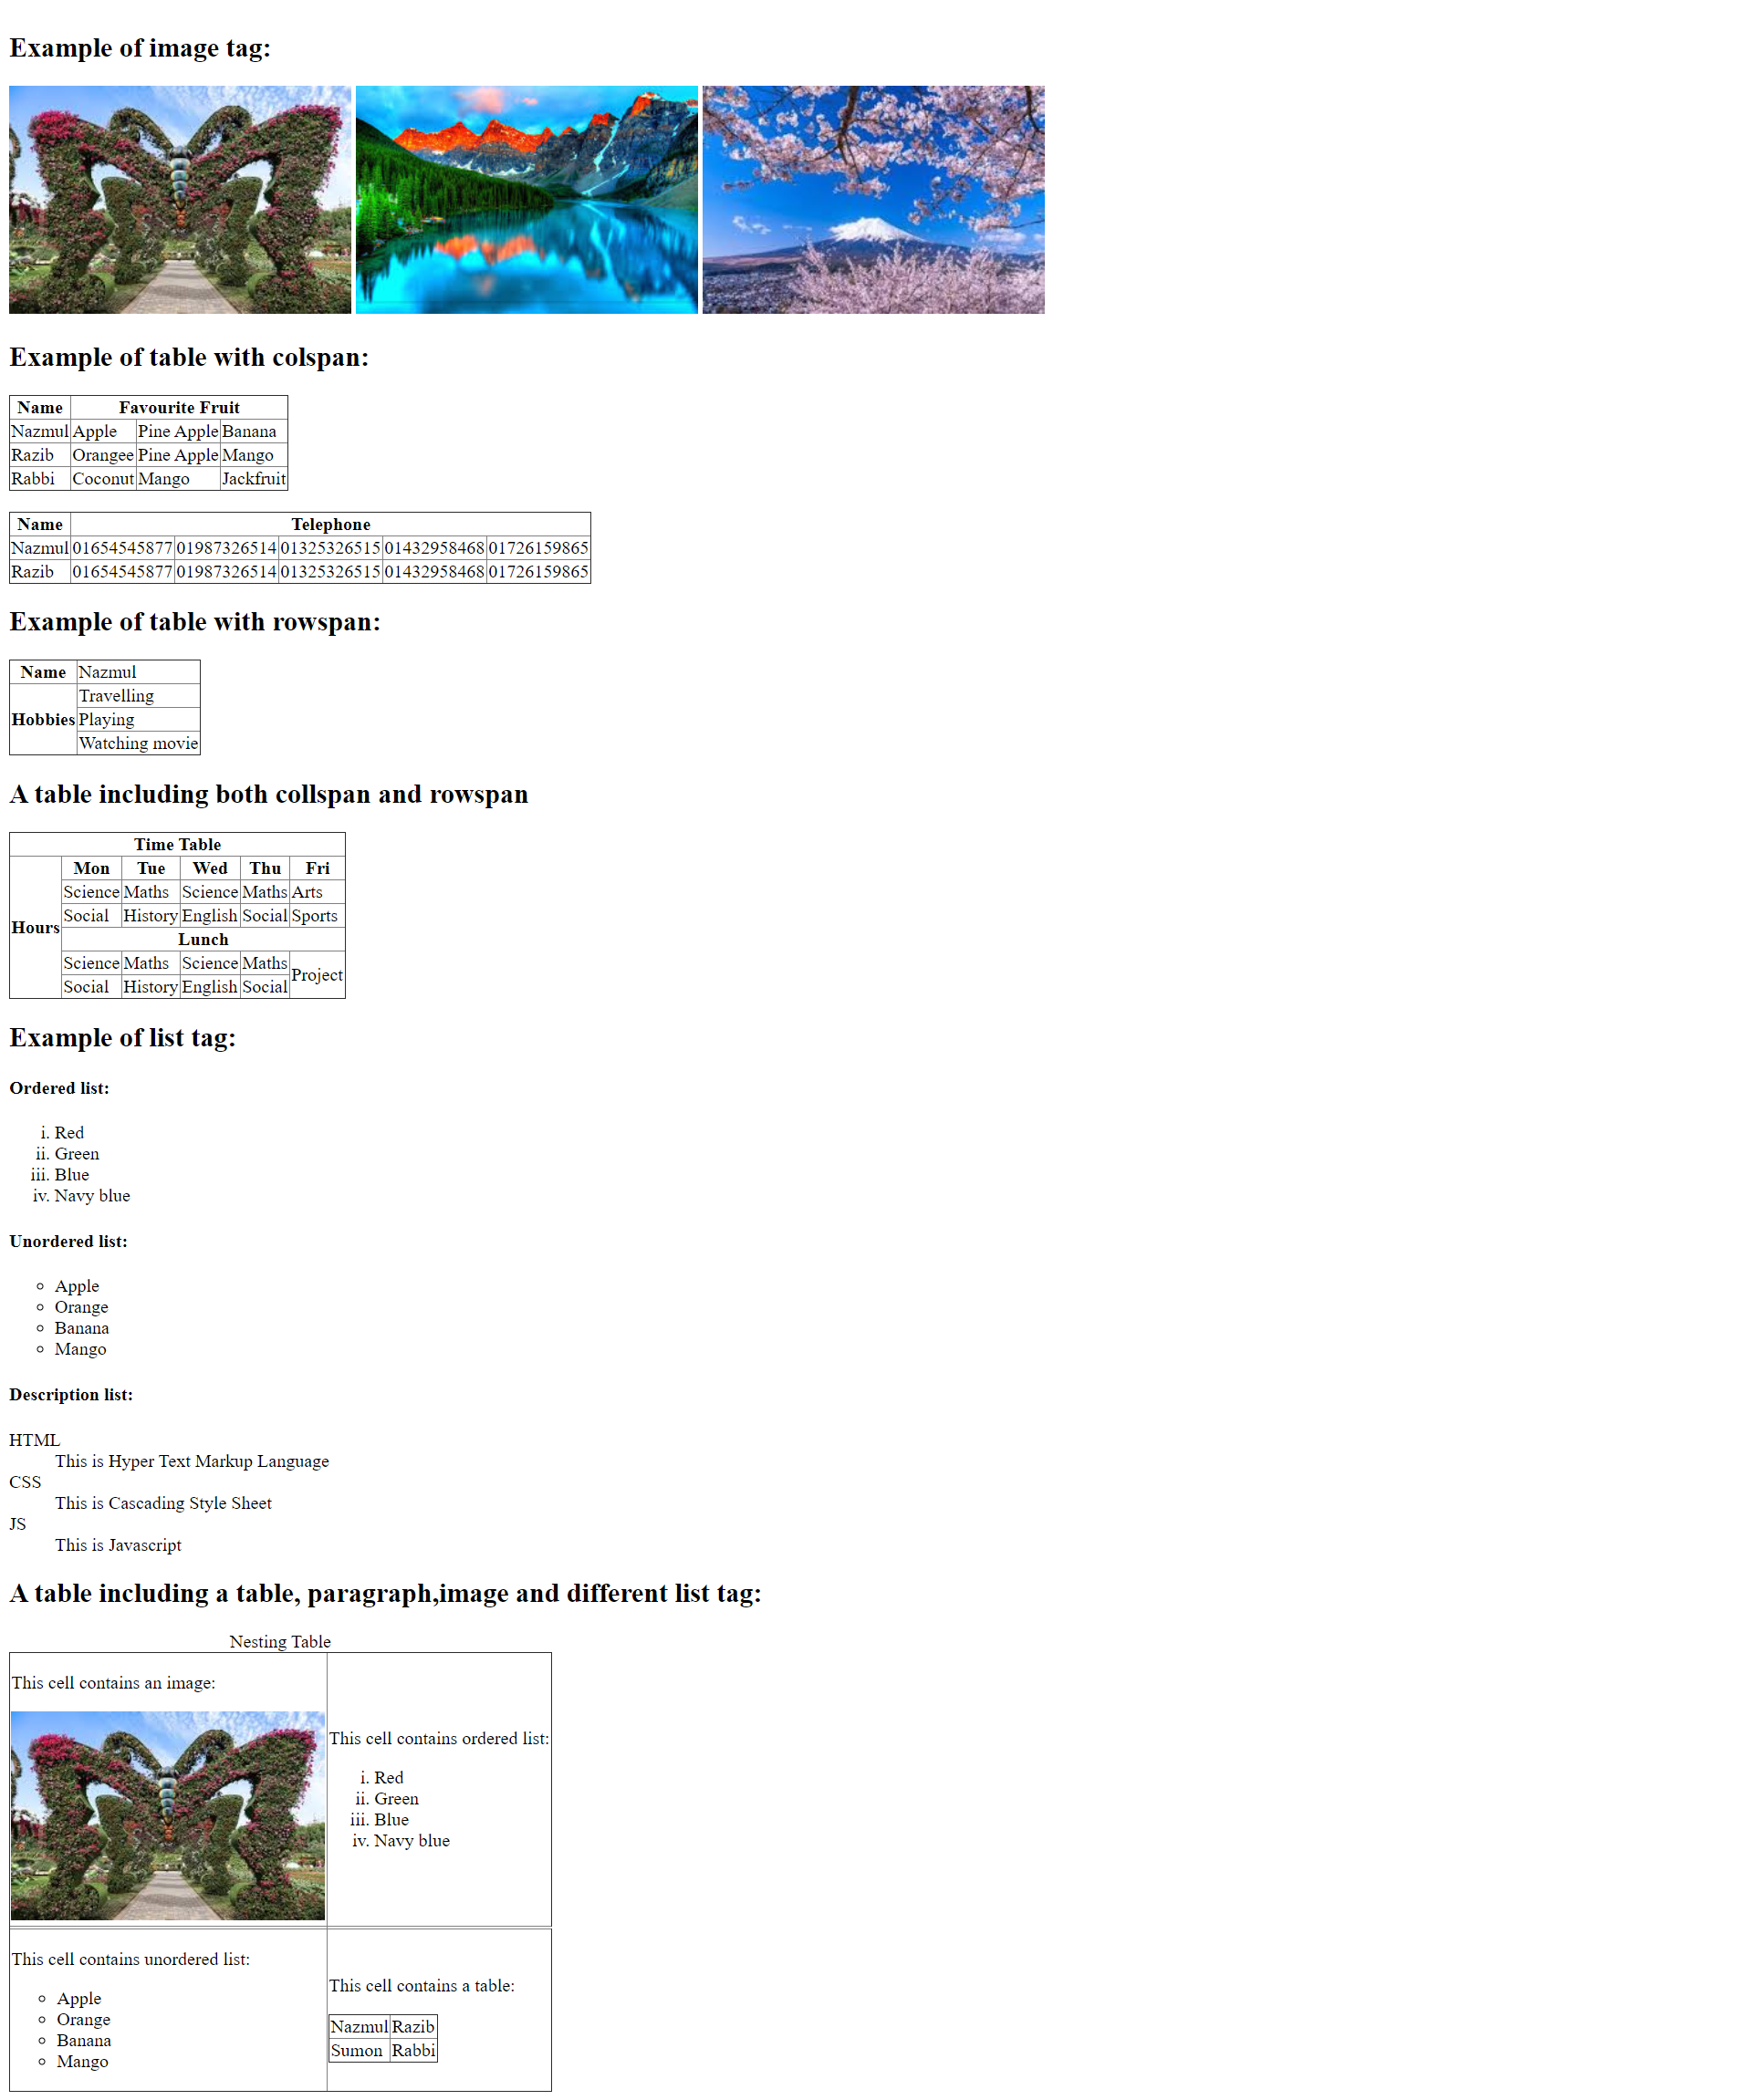 Example of image tag:
Example of table with colspan:
Name Favourite Fruit
Nazmul Apple Pine Apple Banana
Razib Orangee Pine Apple Mango
Rabbi Coconut Mango Jackfruit
Name Telephone
Nazmul 01654545877 01987326514 01325326515 01432958468 01726159865
Razib 01654545877 01987326514 01325326515 01432958468 01726159865
Example of table with rowspan:
Name Nazmul
Hobbies Travelling
Playing
Watching movie
A table including both collspan and rowspan
Time Table
Hours Mon Tue Wed Thu Fri
Science Maths Science Maths Arts
Social History English Social Sports
Lunch
Science Maths Science Maths Project
Social History English Social
Example of list tag:
Ordered list:
i. Red
ii. Green
iii. Blue
iv. Navy blue
Unordered list:
◦ Apple
◦ Orange
◦ Banana
◦ Mango
Description list:
HTML
This is Hyper Text Markup Language
CSS
This is Cascading Style Sheet
JS
This is Javascript
A table including a table, paragraph,image and different list tag:
Nesting Table
This cell contains an image:
This cell contains ordered list:
i. Red
ii. Green
iii. Blue
iv. Navy blue
This cell contains unordered list:
◦ Apple
◦ Orange
◦ Banana
◦ Mango
This cell contains a table:
Nazmul Razib
Sumon Rabbi